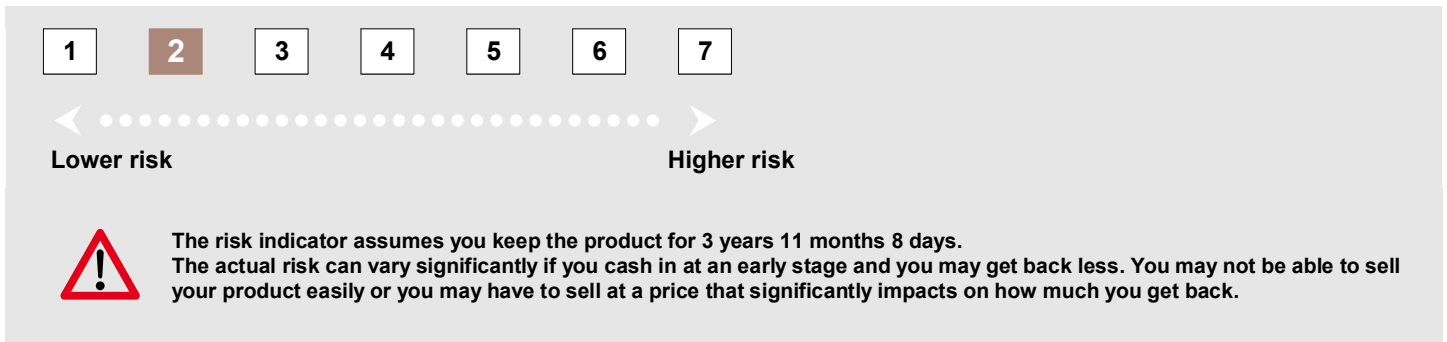 1 2 3 4 5 6 7
Lower risk Higher risk
The risk indicator assumes you keep the product for 3 years 11 months 8 days.
The actual risk can vary significantly if you cash in at an early stage and you may get back less. You may not be able to sell
your product easily or you may have to sell at a price that significantly impacts on how much you get back.